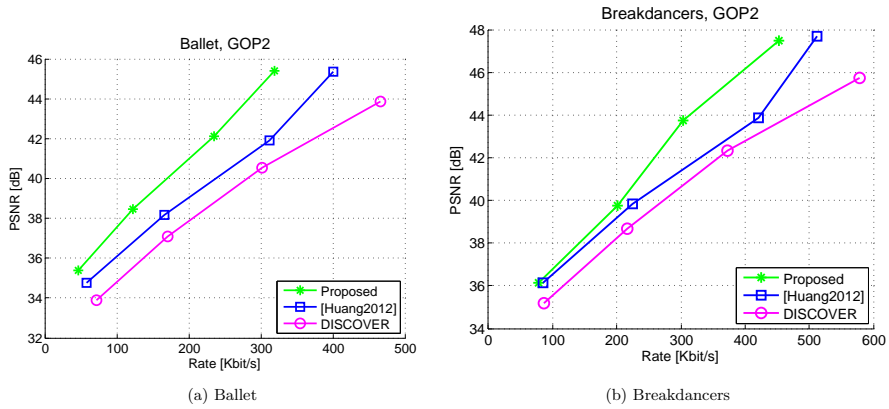 Ballet, GOP2
PSNR [dB]
46
44
42
40
38
36
34
32
0
100
200
300
400
500
Rate [Kbit/s]
Proposed
[Huang2012]
DISCOVER
(a) Ballet
Breakdancers, GOP2
PSNR [dB]
48
46
44
42
40
38
36
34
0
100
200
300
400
500
600
Rate [Kbit/s]
Proposed
[Huang2012]
DISCOVER
(b) Breakdancers